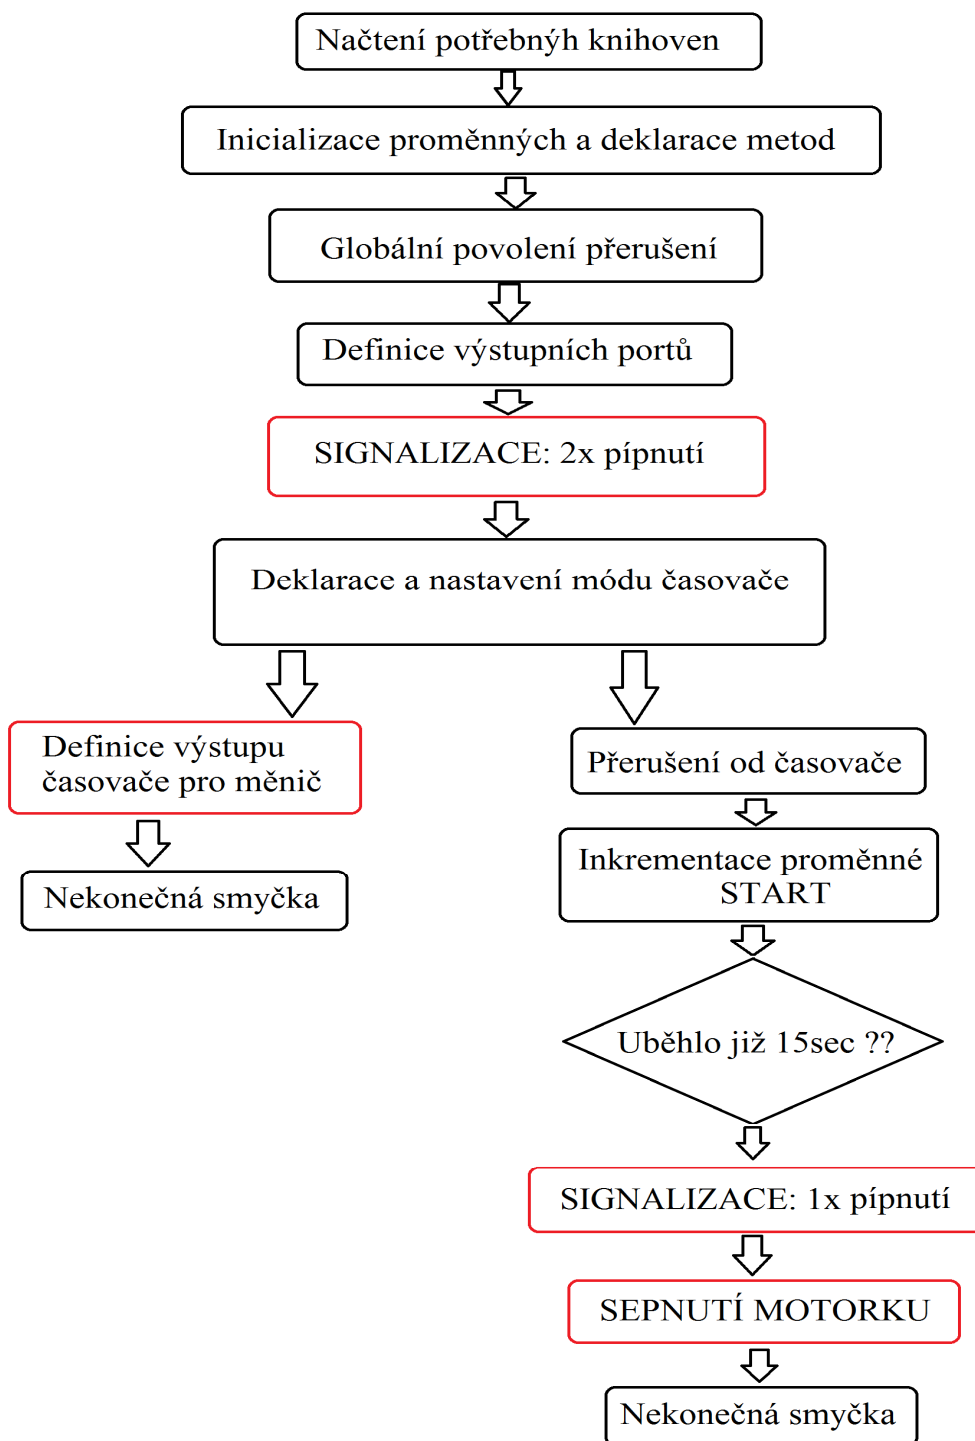 Načtení potřebnýh knihoven
Inicializace proměnných a deklarace metod
Globální povolení přerušení
Definice výstupních portů
SIGNALIZACE: 2x pípnutí
Deklarace a nastavení módu časovače
Definice výstupu
časovače pro měnič
Nekonečná smyčka
Přerušení od časovače
Inkrementace proměnné
START
Uběhlo již 15sec ??
SIGNALIZACE: 1x pípnutí
SEPNUTÍ MOTORKU
Nekonečná smyčka